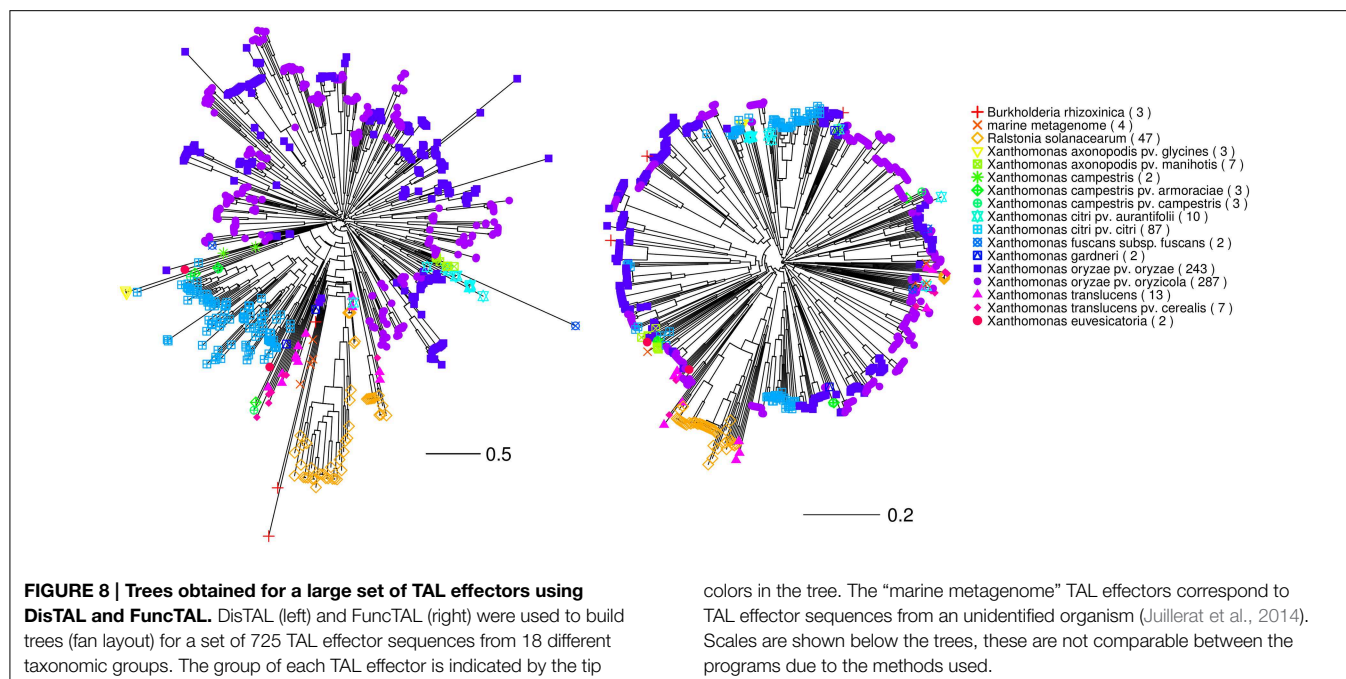 Burkholderia rhizoxinica ( 3 )
marine metagenome ( 4 )
Ralstonia solanacearum ( 47 )
Xanthomonas axonopodis pv. glycines ( 3 )
Xanthomonas axonopodis pv. manihotis ( 7 )
Xanthomonas campestris ( 2 )
Xanthomonas campestris pv. armoraciae ( 3 )
Xanthomonas campestris pv. campestris ( 3 )
Xanthomonas citri pv. aurantifolii ( 10 )
Xanthomonas citri pv. citri ( 87 )
Xanthomonas fuscans subsp. fuscans ( 2 )
Xanthomonas gardneri ( 2 )
Xanthomonas oryzae pv. oryzae ( 243 )
Xanthomonas oryzae pv. oryzicola ( 287 )
Xanthomonas translucens ( 13 )
Xanthomonas translucens pv. cerealis ( 7 )
Xanthomonas euvesicatoria ( 2 )
0.5
0.2
FIGURE 8 | Trees obtained for a large set of TAL effectors using
DisTAL and FuncTAL. DisTAL (left) and FuncTAL (right) were used to build
trees (fan layout) for a set of 725 TAL effector sequences from 18 different
taxonomic groups. The group of each TAL effector is indicated by the tip
colors in the tree. The “marine metagenome” TAL effectors correspond to
TAL effector sequences from an unidentified organism (Juillerat et al., 2014).
Scales are shown below the trees, these are not comparable between the
programs due to the methods used.